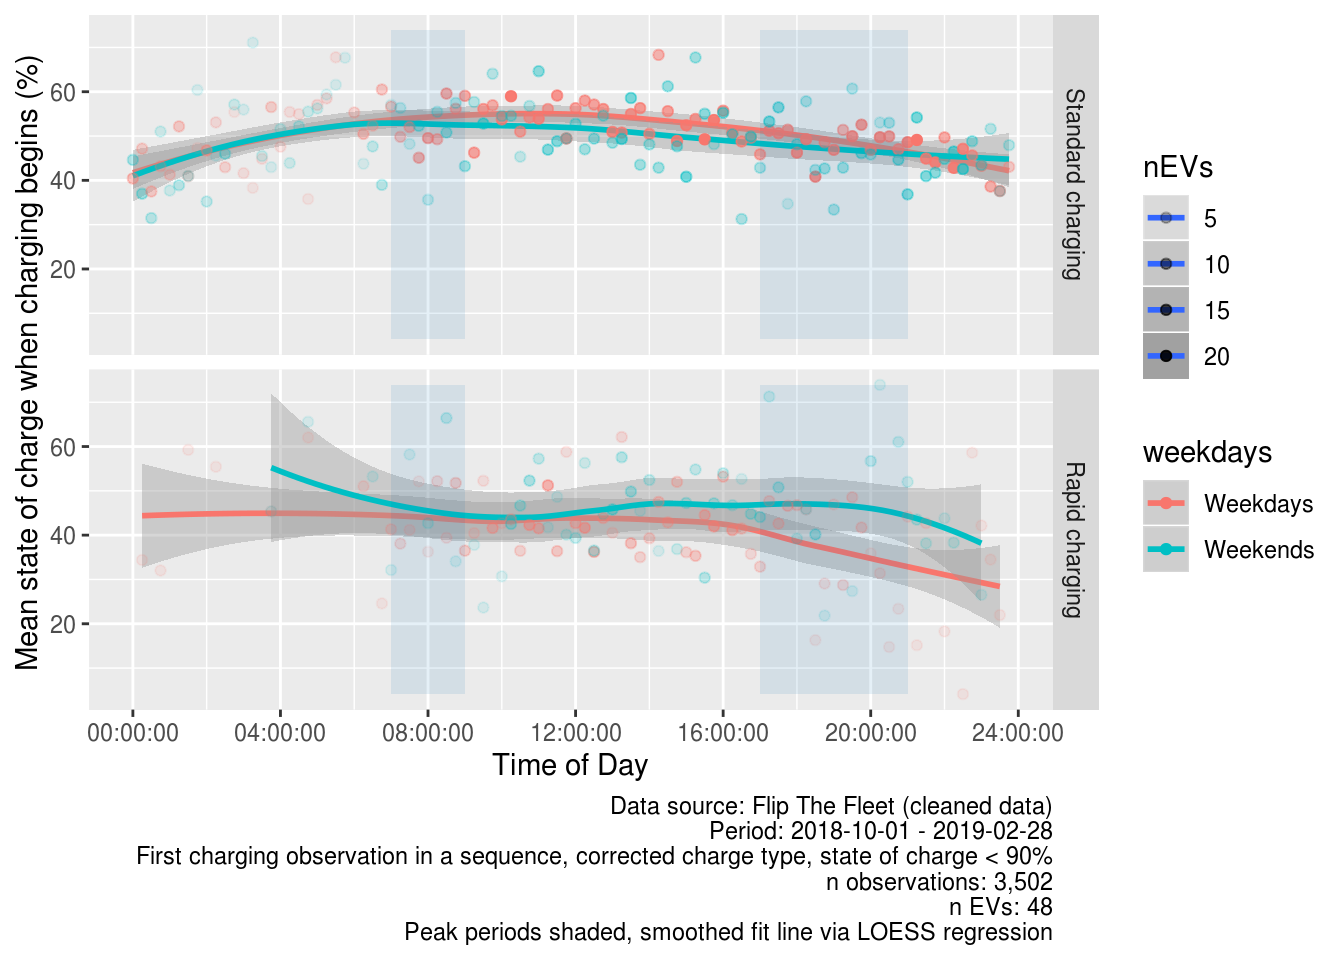 Mean state of charge when charging begins (%)
60
40
20
Standard charging
60
40
20
Rapid charging
00:00:00 04:00:00 08:00:00 12:00:00 16:00:00 20:00:00 24:00:00
Time of Day
nEVs
5
10
15
20
weekdays
Weekdays
Weekends
Data source: Flip The Fleet (cleaned data)
Period: 2018-10-01 - 2019-02-28
First charging observation in a sequence, corrected charge type, state of charge < 90%
n observations: 3,502
n EVs: 48
Peak periods shaded, smoothed fit line via LOESS regression